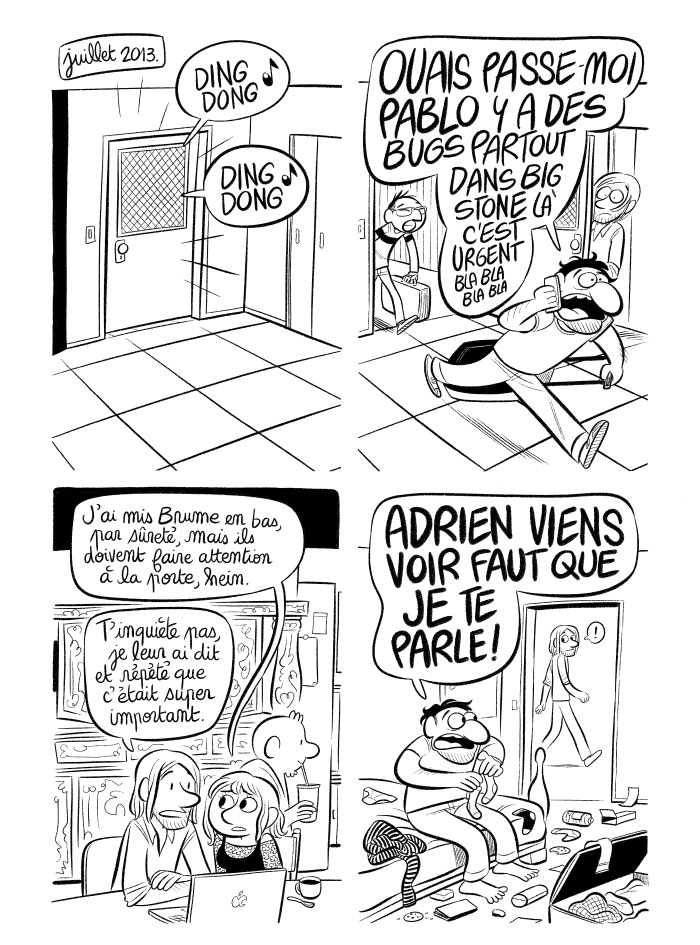 juillet 2013.
DING
DONG
DING
DONG
OUAIS PASSE-MOI
PABLO Y A DES
BUGS PARTOUT
DANS BIG
STONE LÀ
C'EST
URGENT
BLA BLA
BLA BLA
J'ai mis Brume en bas,
par sûreté, mais ils
doivent faire attention
à la porte, hein.
T'inquiète pas,
je leur ai dit
et répété que
c'était super
important.
ADRIEN VIENS
VOIR FAUT QUE
JE TE
PARLE!
!